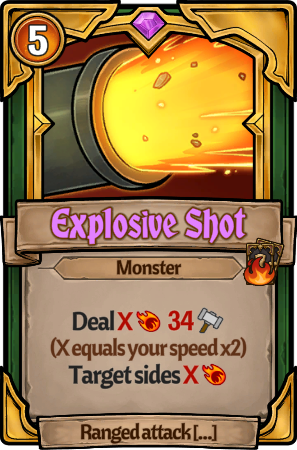 5
Explosive Shot
Monster
Deal X 34
(X equals your speed x2)
Target sides X
Ranged attack [...]